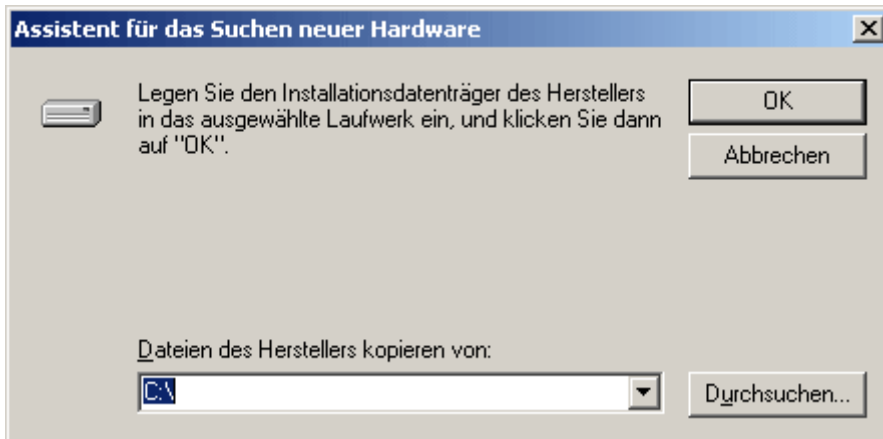 Assistent für das Suchen neuer Hardware
Legen Sie den Installationsdatenträger des Herstellers
in das ausgewählte Laufwerk ein, und klicken Sie dann
auf "OK".
OK
Abbrechen
Dateien des Herstellers kopieren von:
C:\
Durchsuchen...